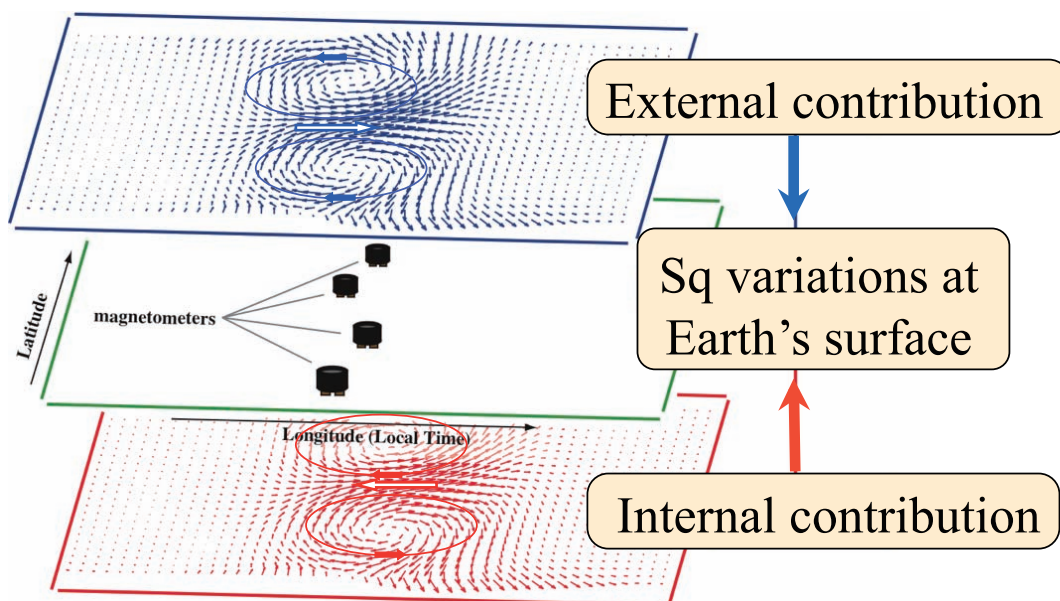 External contribution
Sq variations at
Earth’s surface
magnetometers
Latitude
Longitude (Local Time)
Internal contribution